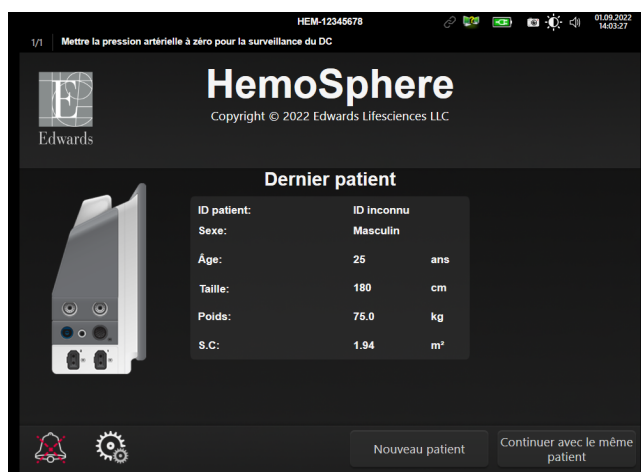 HEM-12345678
01.09.2022
14:03:27
1/1 Mettre la pression artérielle à zéro pour la surveillance du DC
E
Edwards
HemoSphere
Copyright © 2022 Edwards Lifesciences LLC
Dernier patient
ID patient: ID inconnu
Sexe: Masculin
Âge: 25 ans
Taille: 180 cm
Poids: 75.0 kg
S.C: 1.94 m²
Nouveau patient
Continuer avec le même
patient